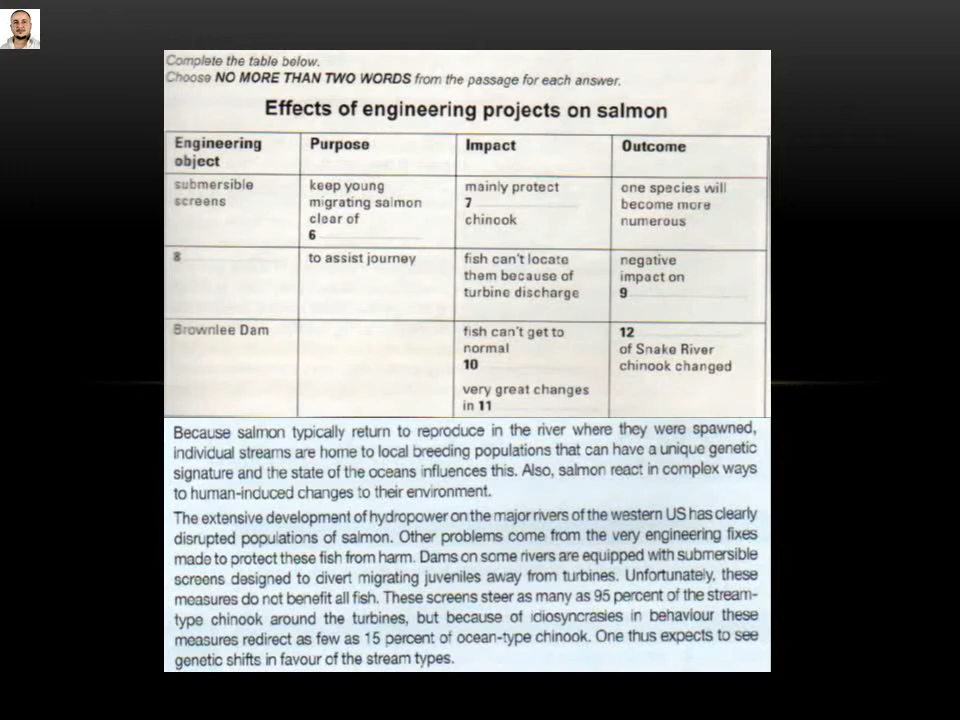 Complete the table below.
Choose NO MORE THAN TWO WORDS from the passage for each answer.
Effects of engineering projects on salmon
Engineering object
Purpose
Impact
Outcome
submersible
screens
keep young
migrating salmon
clear of
6
mainly protect
7
chinook
one species will
become more
numerous
8
to assist journey
fish can't locate
them because of
turbine discharge
negative
impact on
9
Brownlee Dam
fish can't get to
normal
10
very great changes
in 11
12
of Snake River
chinook changed
Because salmon typically return to reproduce in the river where they were spawned,
individual streams are home to local breeding populations that can have a unique genetic
signature and the state of the oceans influences this. Also, salmon react in complex ways
to human-induced changes to their environment.
The extensive development of hydropower on the major rivers of the western US has clearly
disrupted populations of salmon. Other problems come from the very engineering fixes
made to protect these fish from harm. Dams on some rivers are equipped with submersible
screens designed to divert migrating juveniles away from turbines. Unfortunately, these
measures do not benefit all fish. These screens steer as many as 95 percent of the stream-
type chinook around the turbines, but because of idiosyncrasies in behaviour these
measures redirect as few as 15 percent of ocean-type chinook. One thus expects to see
genetic shifts in favour of the stream types.